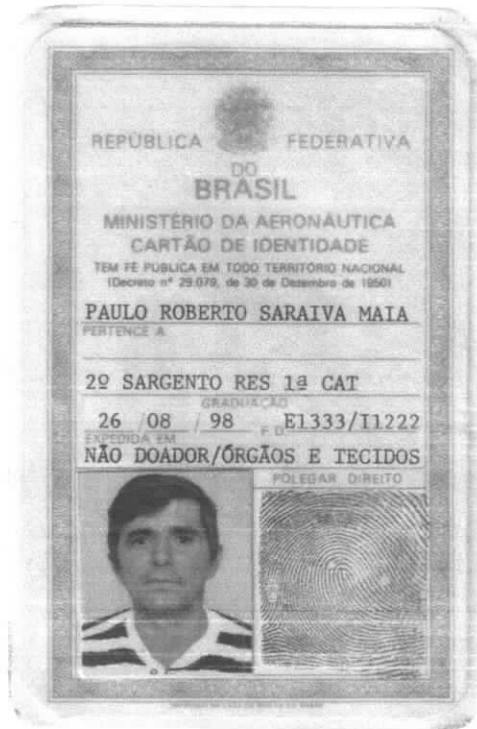 REPÚBLICA FEDERATIVA
DO
BRASIL
MINISTÉRIO DA AERONÁUTICA
CARTÃO DE IDENTIDADE
TEM FÉ PÚBLICA EM TODO TERRITÓRIO NACIONAL
(Decreto nº 29.079, de 30 de Dezembro de 1950)
PAULO ROBERTO SARAIVA MAIA
PERTENCE A
2º SARGENTO RES 1ª CAT
GRADUAÇÃO
26 / 08 / 98 F.D. E1333/I1222
EXPEDIDA EM
NÃO DOADOR/ÓRGÃOS E TECIDOS
POLEGAR DIREITO